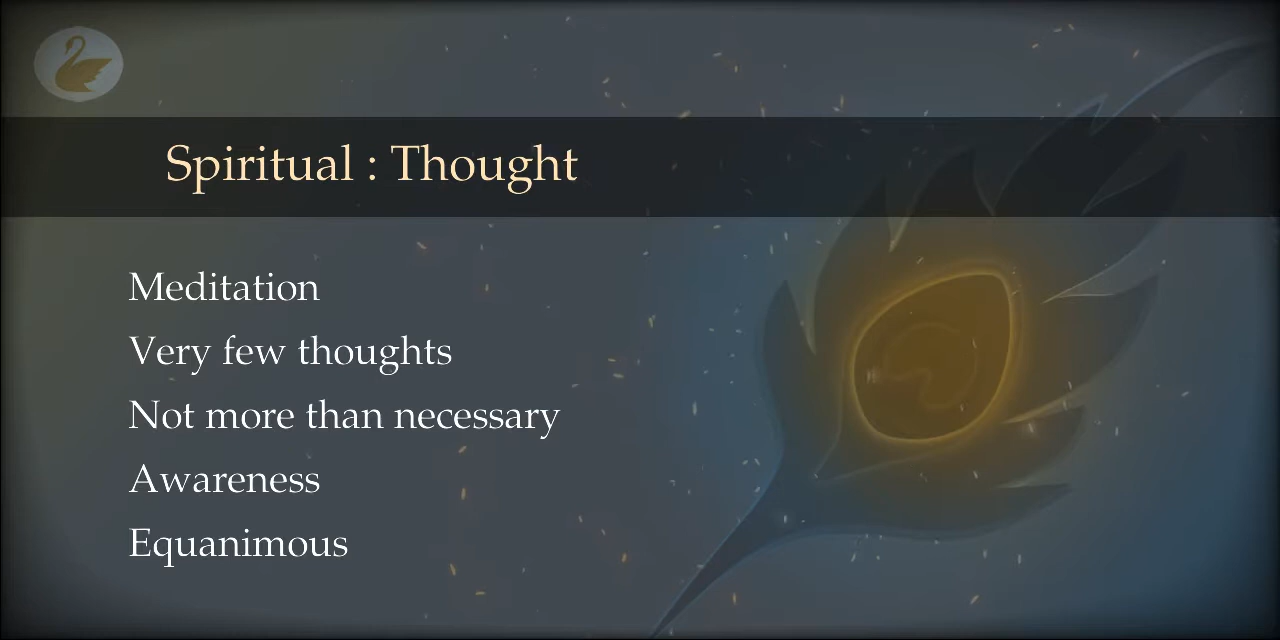 Spiritual : Thought
Meditation
Very few thoughts
Not more than necessary
Awareness
Equanimous